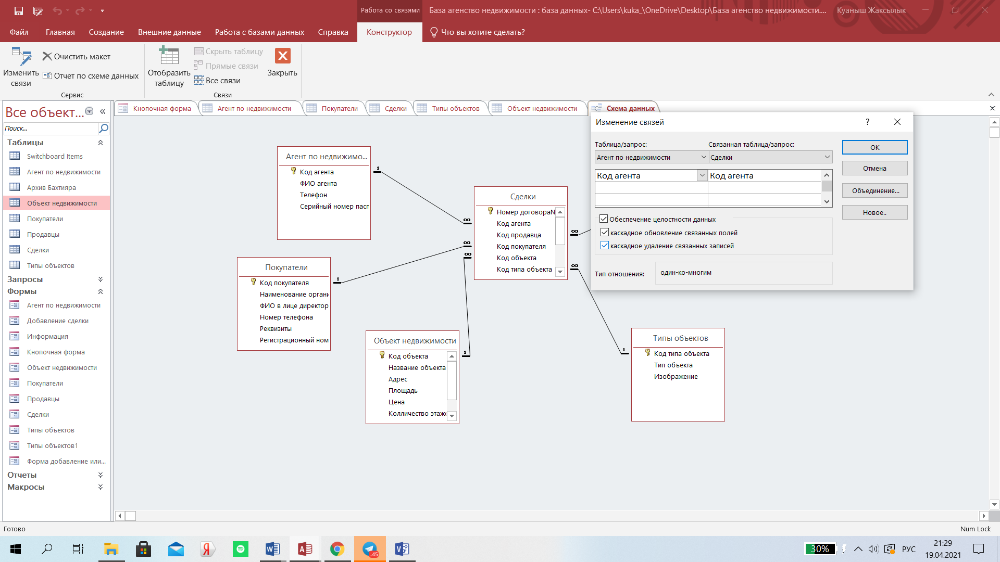 Работа со связями
База агенство недвижимости : база данных- C:\Users\kuka_\OneDrive\Desktop\База агенство недвижимости....
Куаныш Жаксылык
Файл
Главная
Создание
Внешние данные
Работа с базами данных
Справка
Конструктор
Что вы хотите сделать?
Изменить
связи
Очистить макет
Отчет по схеме данных
Сервис
Отобразить
таблицу
Скрыть таблицу
Прямые связи
Все связи
Связи
Закрыть
Все объект...
Поиск...
Таблицы
Switchboard Items
Агент по недвижимости
Архив Бахтияра
Объект недвижимости
Покупатели
Продавцы
Сделки
Типы объектов
Запросы
Формы
Агент по недвижимости
Добавление сделки
Информация
Кнопочная форма
Объект недвижимости
Покупатели
Продавцы
Сделки
Типы объектов
Типы объектов1
Форма добавление или...
Отчеты
Макросы
Кнопочная форма
Агент по недвижимости
Покупатели
Сделки
Типы объектов
Объект недвижимости
Схема данных
Агент по недвижимо...
Код агента
ФИО агента
Телефон
Серийный номер пасп
1
∞
Покупатели
Код покупателя
Наименование органи
ФИО в лице директор
Номер телефона
Реквизиты
Регистрационный ном
1
∞
Объект недвижимости
Код объекта
Название объекта
Адрес
Площадь
Цена
Колличество этаже
1
∞
Сделки
Номер договораN
Код агента
Код продавца
Код покупателя
Код объекта
Код типа объекта
∞
∞
Типы объектов
Код типа объекта
Тип объекта
Изображение
1
Изменение связей
?
Таблица/запрос:
Связанная таблица/запрос:
Агент по недвижимости
Сделки
Код агента
Код агента
Обеспечение целостности данных
каскадное обновление связанных полей
каскадное удаление связанных записей
Тип отношения:
один-ко-многим
ОК
Отмена
Объединение...
Новое..
Готово
Num Lock
30%
РУС
21:29
19.04.2021
..45